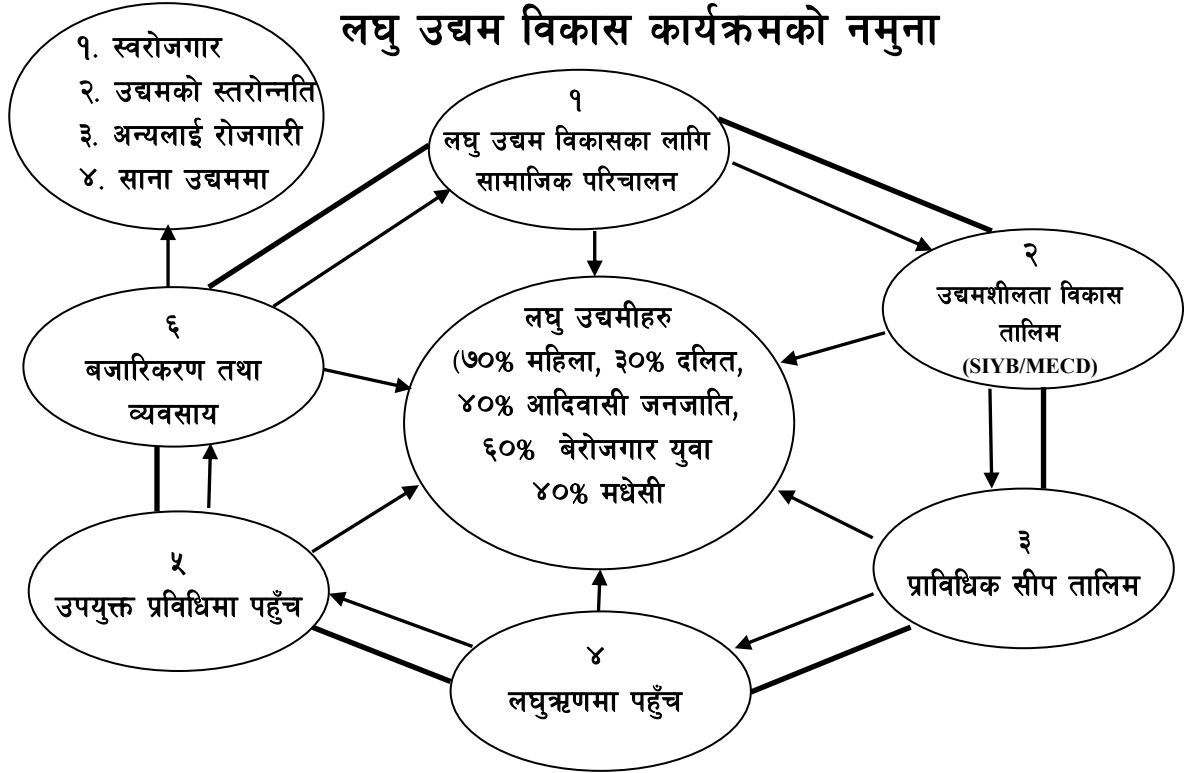 लघु उद्यम विकास कार्यक्रमको नमुना
१. स्वरोजगार
२. उद्यमको स्तरोन्नति
३. अन्यलाई रोजगारी
४. साना उद्यममा
१
लघु उद्यम विकासका लागि
सामाजिक परिचालन
२
उद्यमशीलता विकास
तालिम
(SIYB/MECD)
लघु उद्यमीहरु
(७०% महिला, ३०% दलित,
४०% आदिवासी जनजाति,
६०% बेरोजगार युवा
४०% मधेसी
६
बजारिकरण तथा
व्यवसाय
३
प्राविधिक सीप तालिम
५
उपयुक्त प्रविधिमा पहुँच
४
लघुऋणमा पहुँच